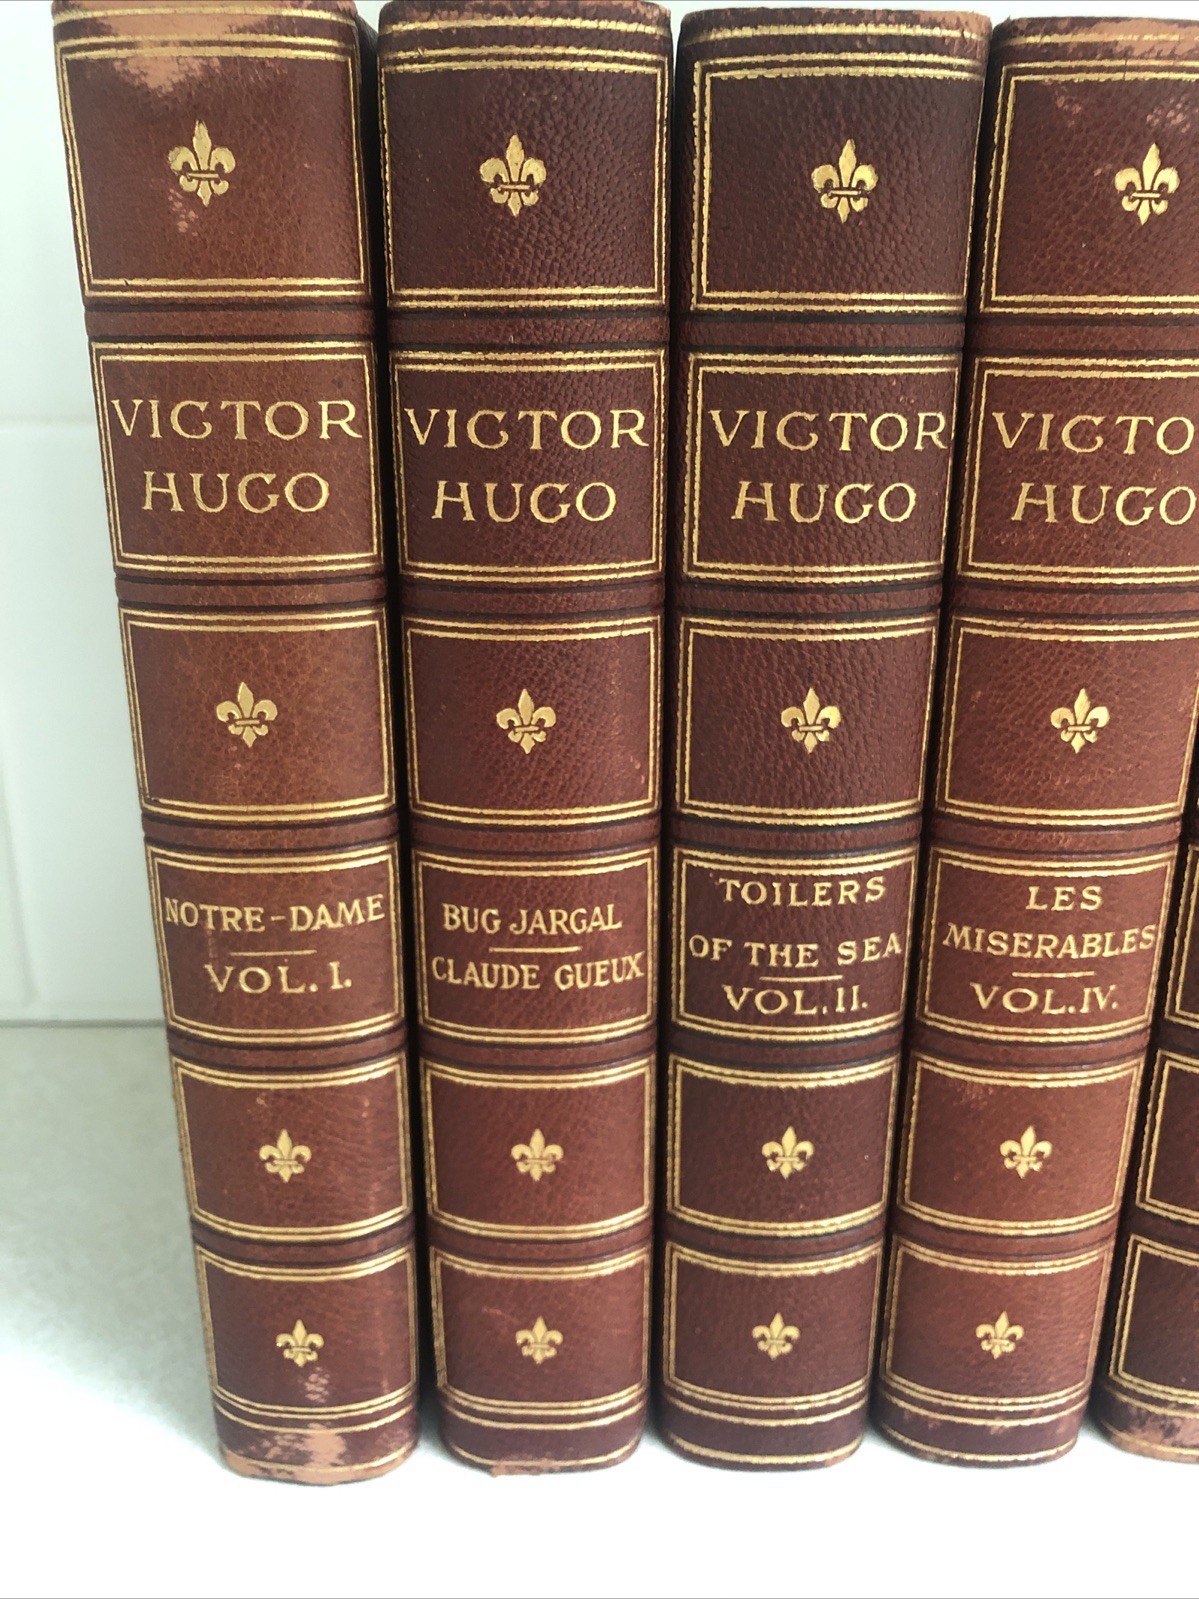 VICTOR
HUGO
NOTRE-DAME
VOL. I.
VICTOR
HUGO
BUG JARGAL
CLAUDE GUEUX
VICTOR
HUGO
TOILERS
OF THE SEA
VOL. II.
VICTO
HUGO
LES
MISERABLES
VOL. IV.